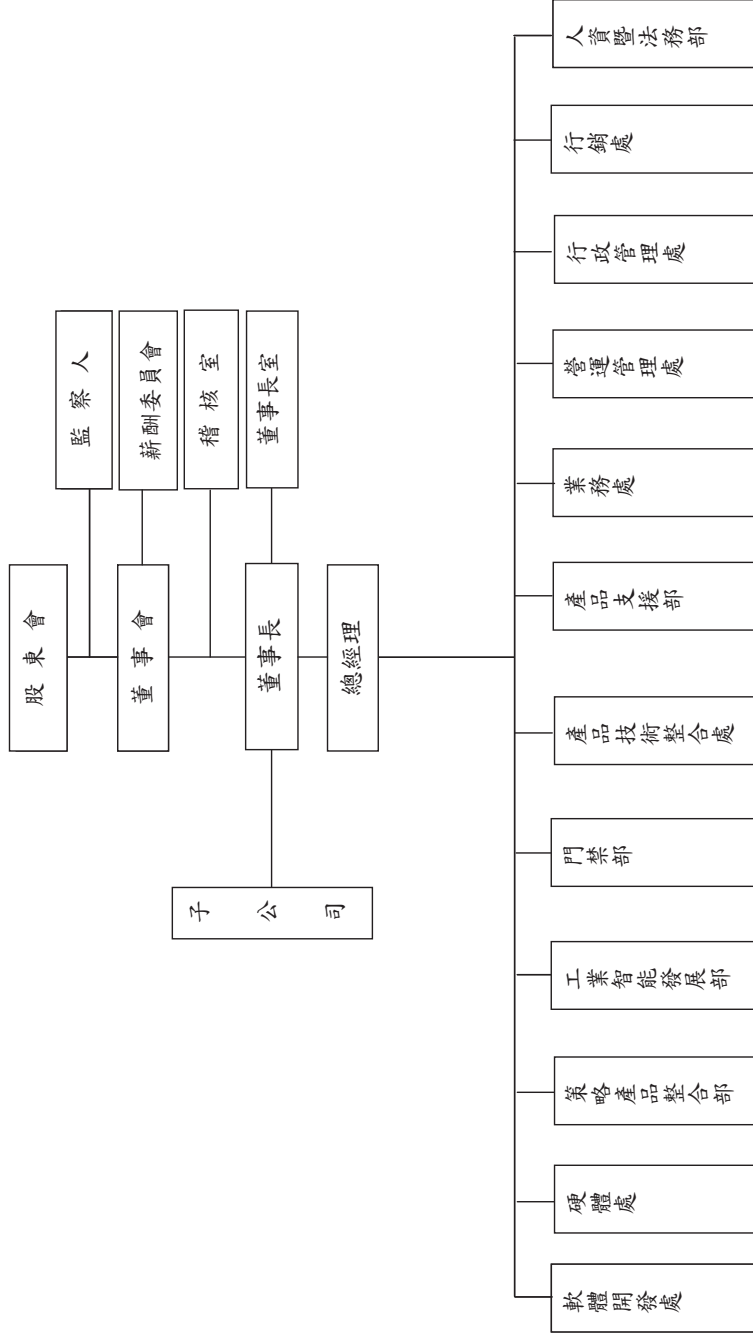 股東會
監察人
董事會
薪酬委員會
稽核室
董事長
董事長室
子公司
總經理
軟體開發處
硬體處
策略產品整合部
工業智能發展部
門禁部
產品技術整合處
產品支援部
業務處
營運管理處
行政管理處
行銷處
人資暨法務部